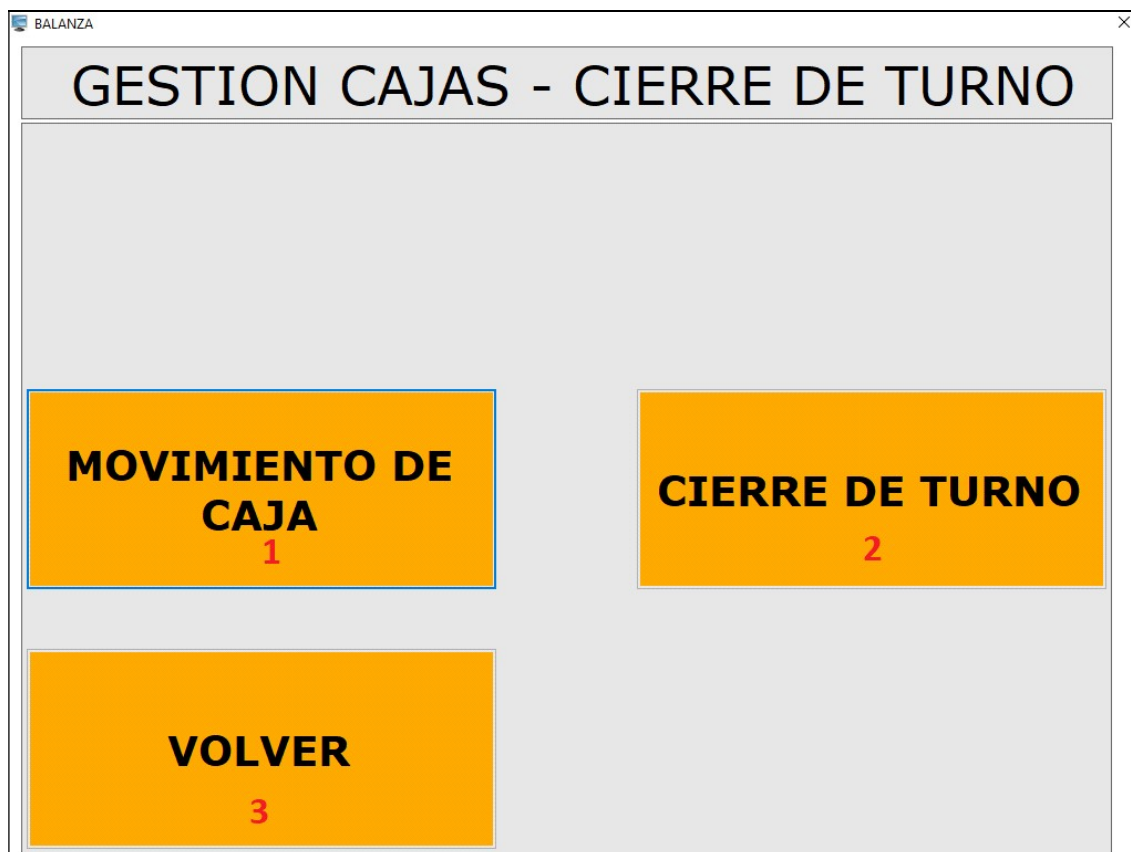 BALANZA
GESTION CAJAS - CIERRE DE TURNO
MOVIMIENTO DE
CAJA
1
CIERRE DE TURNO
2
VOLVER
3